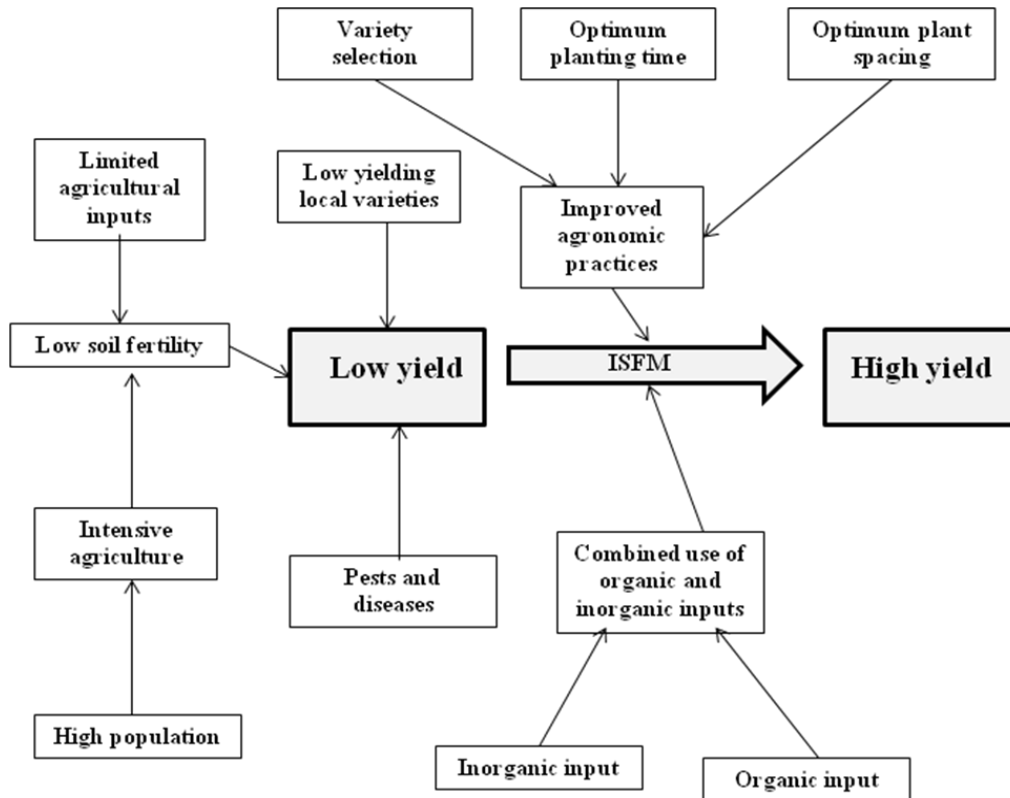 Variety
selection
Optimum
planting time
Optimum plant
spacing
Limited
agricultural
inputs
Low yielding
local varieties
Improved
agronomic
practices
Low soil fertility
Low yield
ISFM
High yield
Intensive
agriculture
Pests and
diseases
Combined use of
organic and
inorganic inputs
High population
Inorganic input
Organic input